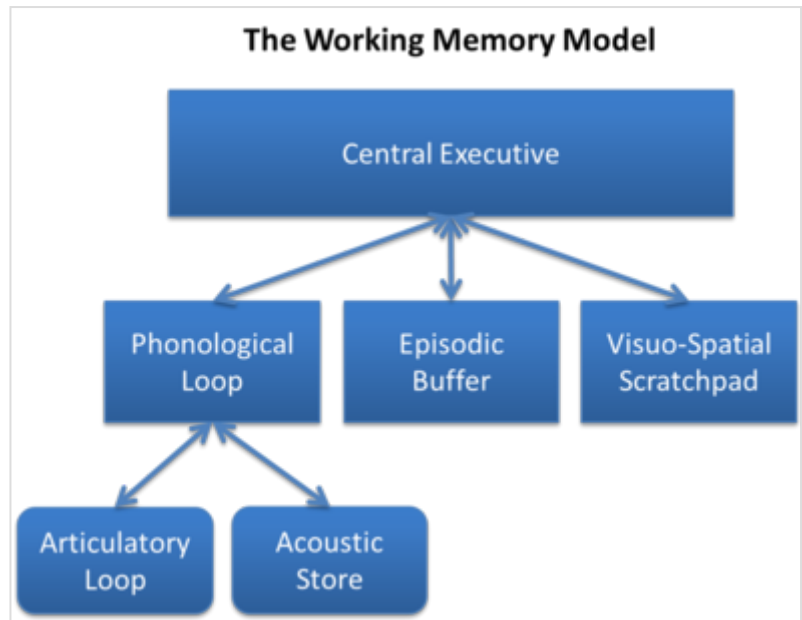 The Working Memory Model
Central Executive
Phonological
Loop
Episodic
Buffer
Visuo-Spatial
Scratchpad
Articulatory
Loop
Acoustic
Store